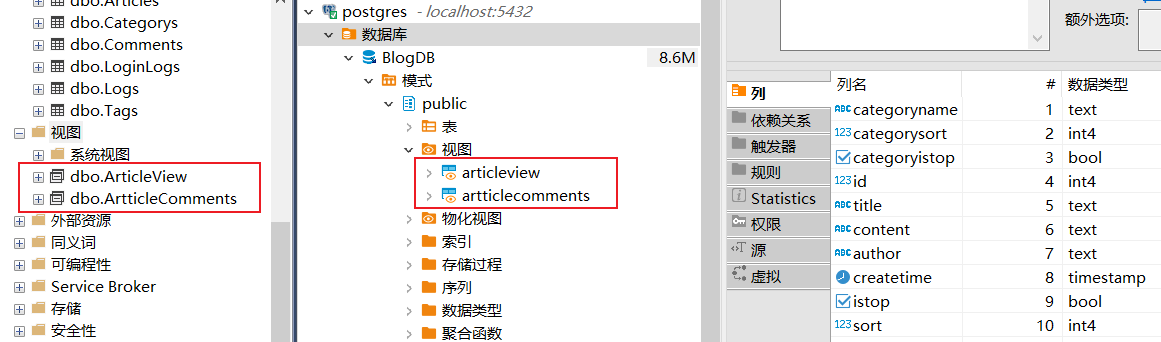 dbo.Articles
dbo.Categorys
dbo.Comments
dbo.LoginLogs
dbo.Logs
dbo.Tags
视图
系统视图
dbo.ArticleView
dbo.ArtticleComments
外部资源
同义词
可编程性
Service Broker
存储
安全性
postgres - localhost:5432
数据库
BlogDB 8.6M
模式
public
表
视图
articleview
artticlecomments
物化视图
索引
存储过程
序列
数据类型
聚合函数
额外选项:
列
依赖关系
触发器
规则
Statistics
权限
源
虚拟
列名 # 数据类型
ABC categoryname 1 text
123 categorysort 2 int4
categoryistop 3 bool
123 id 4 int4
ABC title 5 text
ABC content 6 text
ABC author 7 text
createtime 8 timestamp
istop 9 bool
123 sort 10 int4